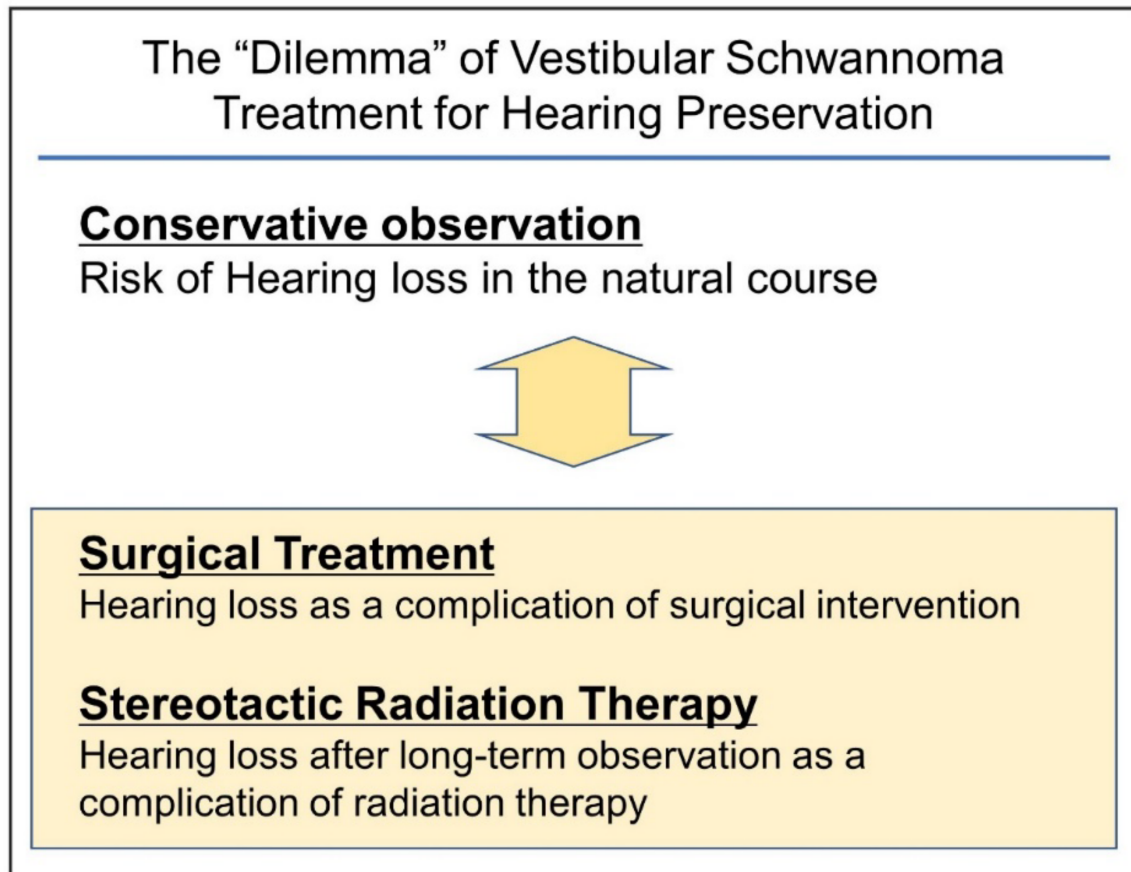 The “Dilemma” of Vestibular Schwannoma
Treatment for Hearing Preservation
Conservative observation
Risk of Hearing loss in the natural course
Surgical Treatment
Hearing loss as a complication of surgical intervention
Stereotactic Radiation Therapy
Hearing loss after long-term observation as a
complication of radiation therapy